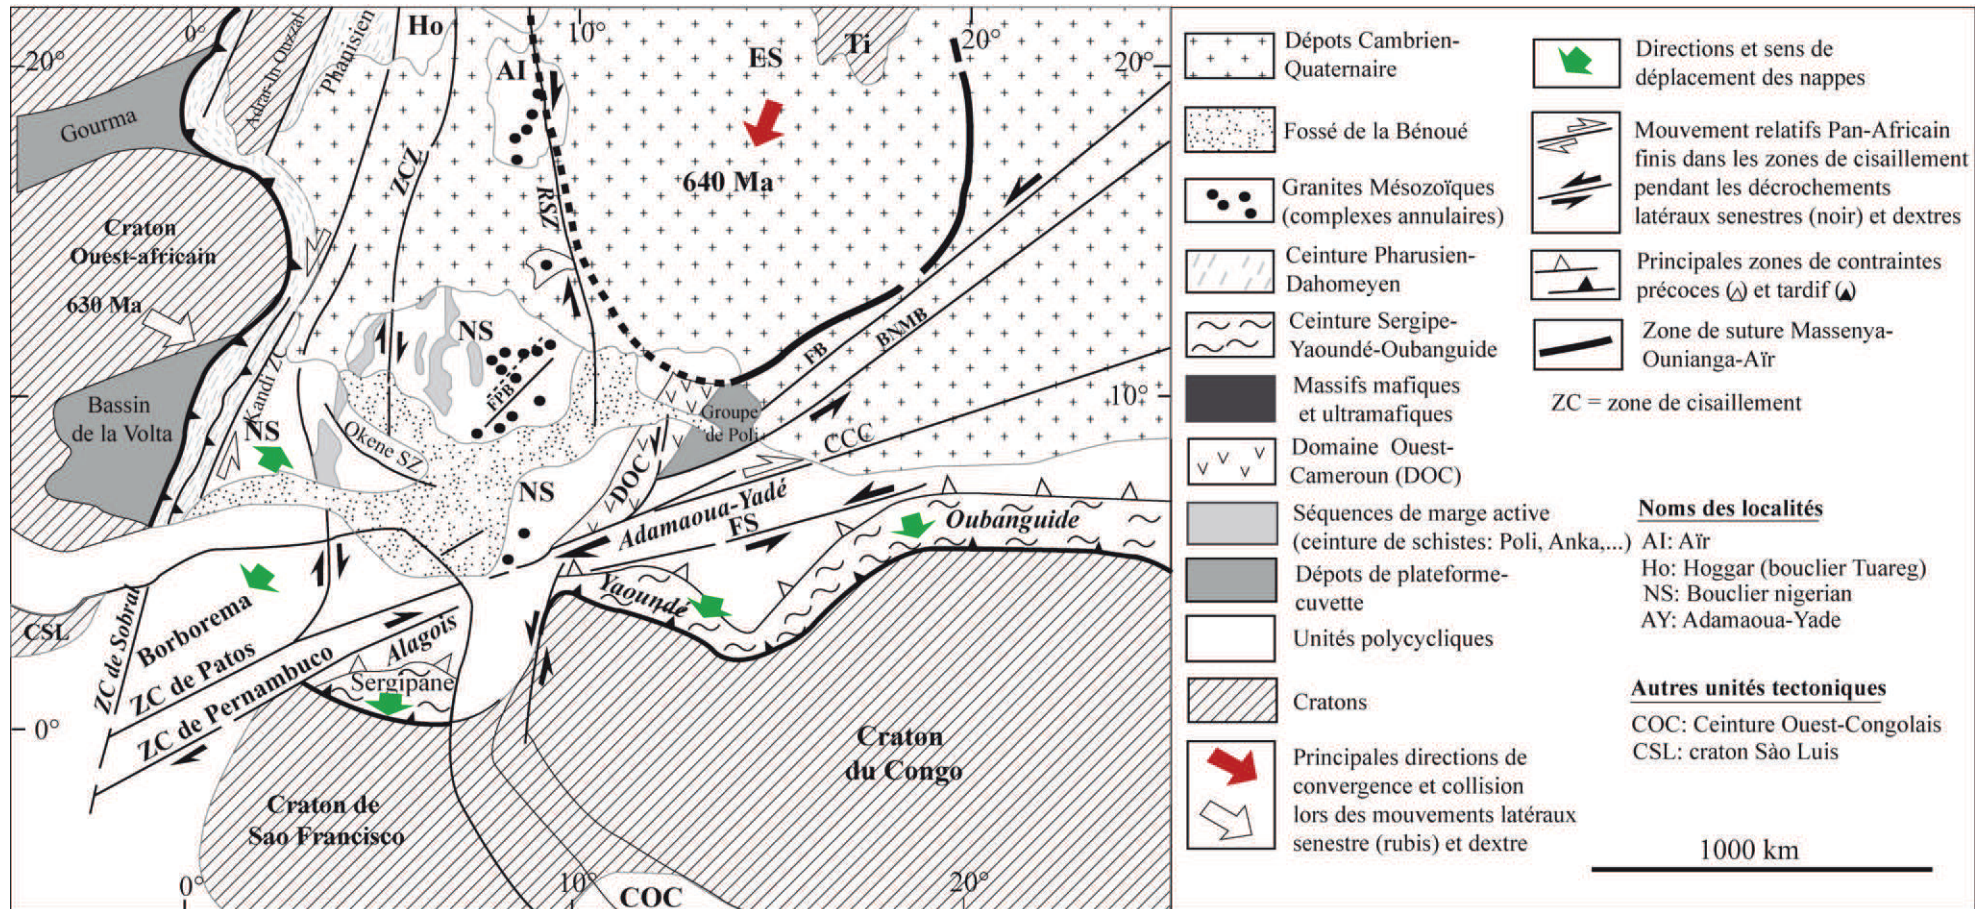 0°
Ho
10°
ES
Ti
20°
20°
20°
Adrar-In Ouzzal
Phanisien
AI
Gourma
ZCZ
RSZ
640 Ma
Craton
Ouest-africain
630 Ma
NS
FB
BNMB
Kandi ZC
FPB
Bassin
de la Volta
NS
Okene SZ
Groupe
de Poli
10°
CCC
DOC
NS
Adamaoua-Yadé
FS
Oubanguide
Yaoundé
CSL
ZC de Sobral
Borborema
ZC de Patos
ZC de Pernambuco
Alagois
Sergipane
0°
Craton
du Congo
Craton de
Sao Francisco
0°
10°
COC
20°
Dépots Cambrien-
Quaternaire
Fossé de la Bénoué
Granites Mésozoïques
(complexes annulaires)
Ceinture Pharusien-
Dahomeyen
Ceinture Sergipe-
Yaoundé-Oubanguide
Massifs mafiques
et ultramafiques
Domaine Ouest-
Cameroun (DOC)
Séquences de marge active
(ceinture de schistes: Poli, Anka,...)
Dépots de plateforme-
cuvette
Unités polycycliques
Cratons
Principales directions de
convergence et collision
lors des mouvements latéraux
senestre (rubis) et dextre
Directions et sens de
déplacement des nappes
Mouvement relatifs Pan-Africain
finis dans les zones de cisaillement
pendant les décrochements
latéraux senestres (noir) et dextres
Principales zones de contraintes
précoces ( ) et tardif ( )
Zone de suture Massenya-
Ounianga-Aïr
ZC = zone de cisaillement
Noms des localités
AI: Aïr
Ho: Hoggar (bouclier Tuareg)
NS: Bouclier nigerian
AY: Adamaoua-Yade
Autres unités tectoniques
COC: Ceinture Ouest-Congolais
CSL: craton Sào Luis
1000 km